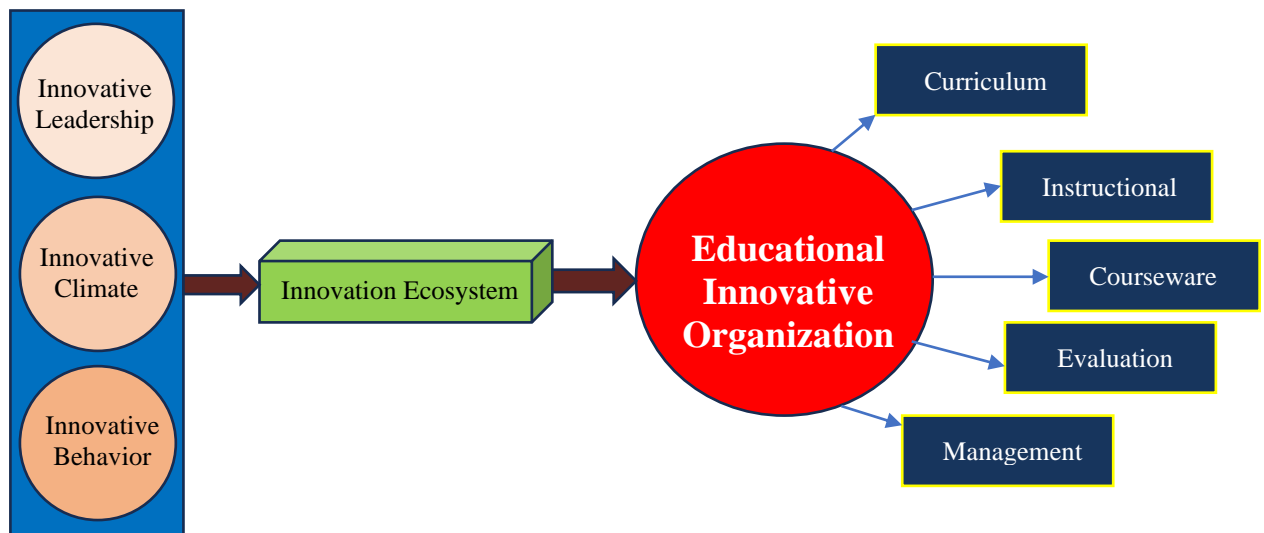 Innovative
Leadership
Innovative
Climate
Innovative
Behavior
Innovation Ecosystem
Educational
Innovative
Organization
Curriculum
Instructional
Courseware
Evaluation
Management